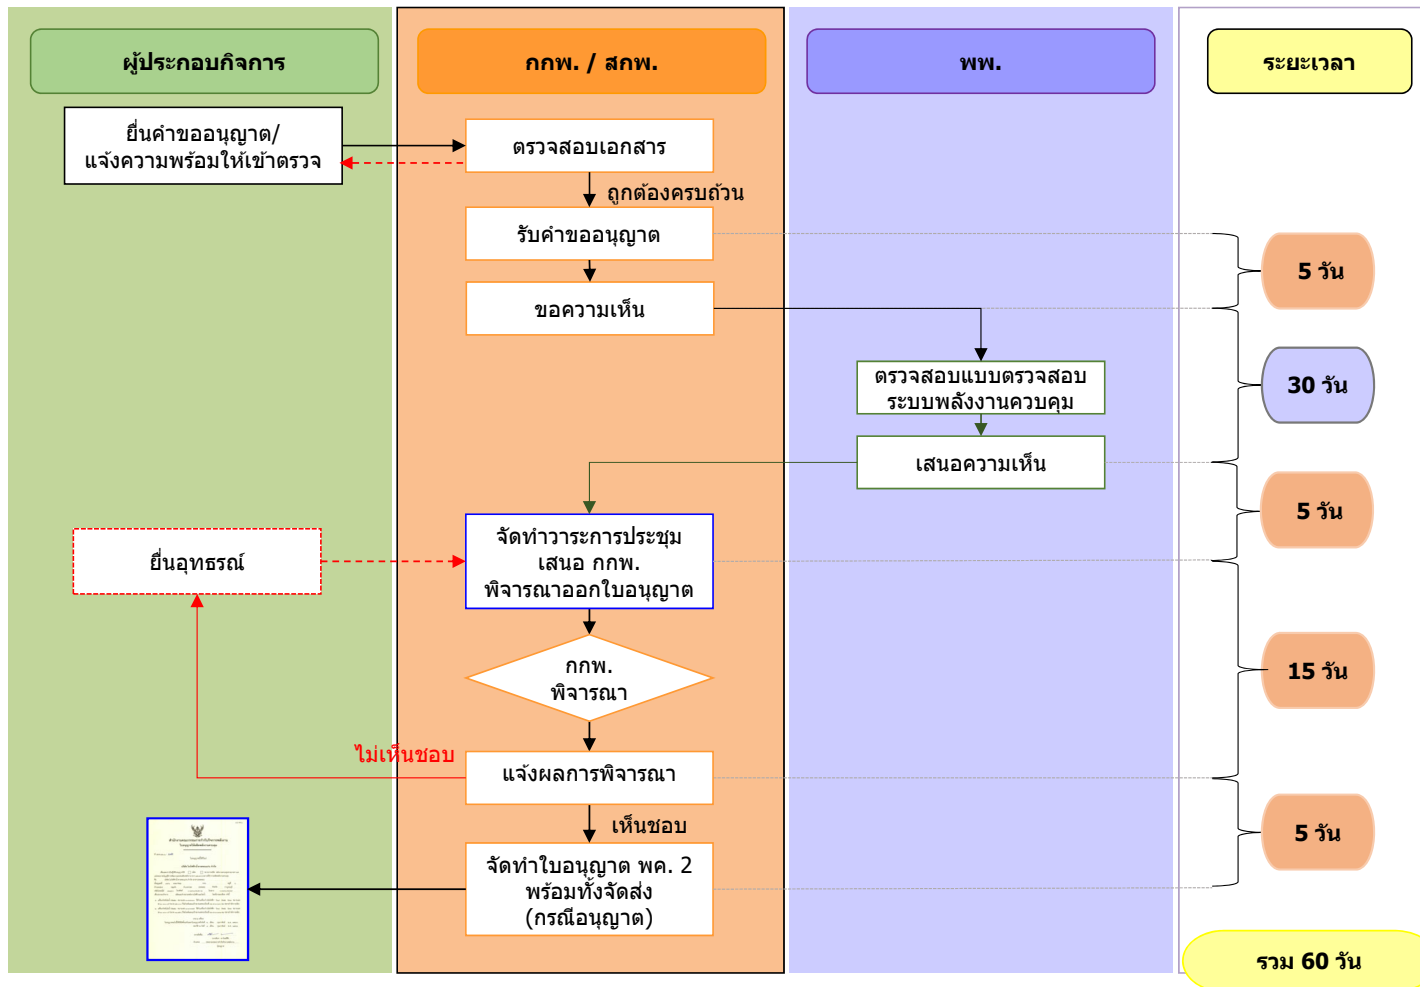 ผู้ประกอบกิจการ
กกพ. / สกพ.
พพ.
ระยะเวลา
ยื่นคำขออนุญาต/
แจ้งความพร้อมให้เข้าตรวจ
ตรวจสอบเอกสาร
ถูกต้องครบถ้วน
รับคำขออนุญาต
5 วัน
ขอความเห็น
ตรวจสอบแบบตรวจสอบ
ระบบพลังงานควบคุม
30 วัน
เสนอความเห็น
5 วัน
ยื่นอุทธรณ์
จัดทำวาระการประชุม
เสนอ กกพ.
พิจารณาออกใบอนุญาต
กกพ.
พิจารณา
15 วัน
ไม่เห็นชอบ
แจ้งผลการพิจารณา
เห็นชอบ
5 วัน
จัดทำใบอนุญาต พค. 2
พร้อมทั้งจัดส่ง
(กรณีอนุญาต)
รวม 60 วัน